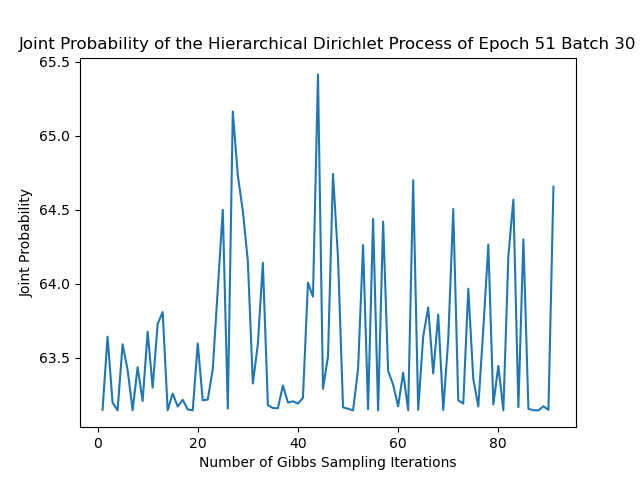 Joint Probability of the Hierarchical Dirichlet Process of Epoch 51 Batch 30
65.5
65.0
64.5
64.0
63.5
Joint Probability
0 20 40 60 80
Number of Gibbs Sampling Iterations